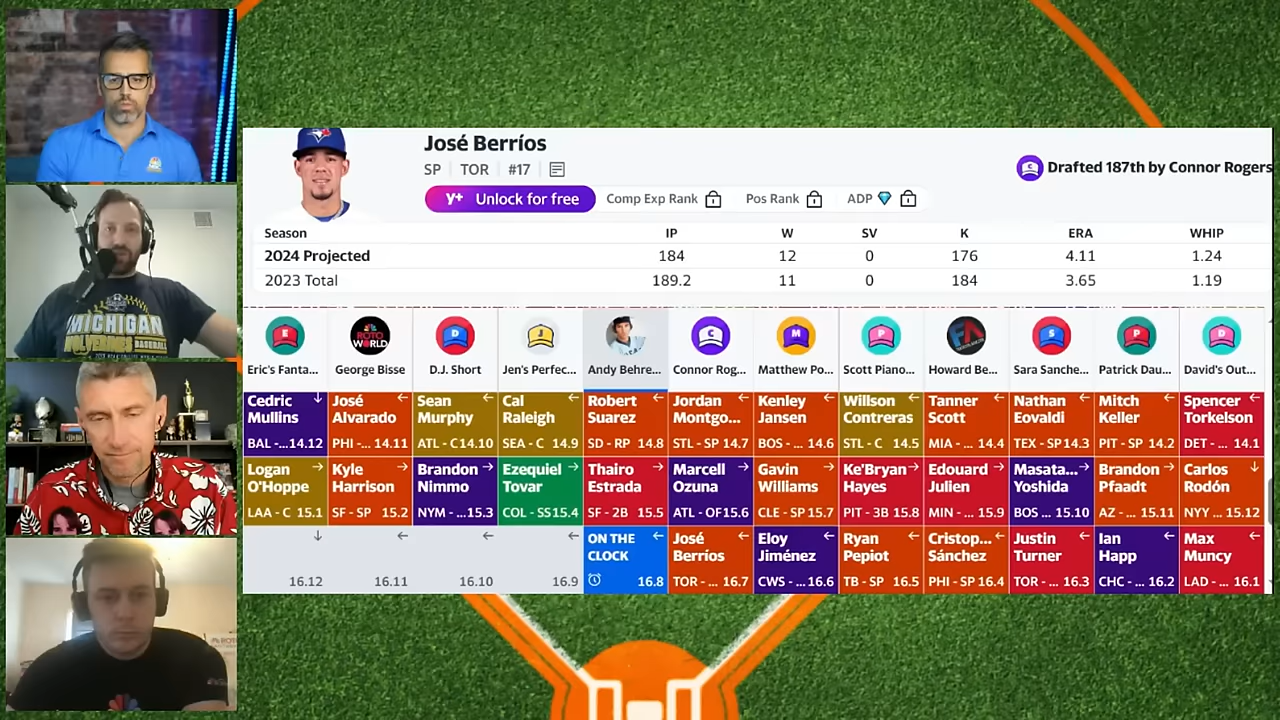 José Berríos
SP TOR #17
Drafted 187th by Connor Rogers
y+ Unlock for free Comp Exp Rank Pos Rank ADP
Season IP W SV K ERA WHIP
2024 Projected 184 12 0 176 4.11 1.24
2023 Total 189.2 11 0 184 3.65 1.19
E ROTO WORLD D J C M P FA S P D
Eric's Fanta... George Bisse D.J. Short Jen's Perfec... Andy Behre... Connor Rog... Matthew Po... Scott Piano... Howard Be... Sara Sanche... Patrick Dau... David's Out...
Cedric José Sean Cal Robert Jordan Kenley Willson Tanner Nathan Mitch Spencer
Mullins Alvarado Murphy Raleigh Suarez Montgo... Jansen Contreras Scott Eovaldi Keller Torkelson
BAL -...14.12 PHI -... 14.11 ATL - C14.10 SEA - C 14.9 SD - RP 14.8 STL - SP 14.7 BOS - ... 14.6 STL - C 14.5 MIA - ... 14.4 TEX - SP14.3 PIT - SP 14.2 DET - ... 14.1
Logan Kyle Brandon Ezequiel Thairo Marcell Gavin Ke'Bryan Edouard Masata... Brandon Carlos
O'Hoppe Harrison Nimmo Tovar Estrada Ozuna Williams Hayes Julien Yoshida Pfaadt Rodón
LAA - C 15.1 SF - SP 15.2 NYM - ...15.3 COL - SS15.4 SF - 2B 15.5 ATL - OF15.6 CLE - SP15.7 PIT - 3B 15.8 MIN - ... 15.9 BOS ... 15.10 AZ - ... 15.11 NYY ... 15.12
ON THE José Eloy Ryan Cristop... Justin Ian Max
CLOCK Berríos Jiménez Pepiot Sánchez Turner Happ Muncy
16.12 16.11 16.10 16.9 16.8 TOR - ... 16.7 CWS - ... 16.6 TB - SP 16.5 PHI - SP 16.4 TOR - ... 16.3 CHC - ... 16.2 LAD - ... 16.1
MICHIGAN
WOLVERINES